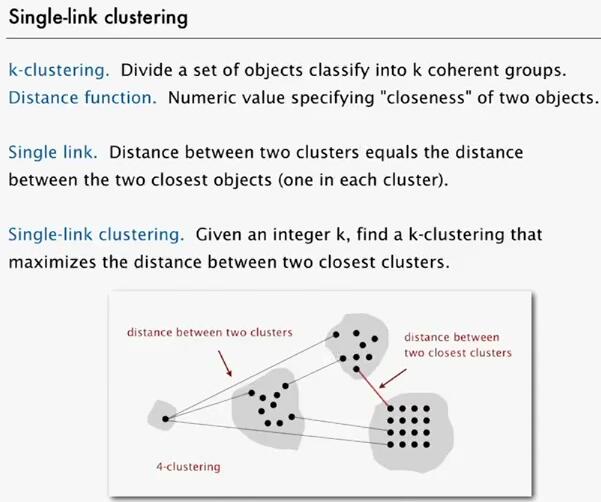 Single-link clustering
k-clustering. Divide a set of objects classify into k coherent groups.
Distance function. Numeric value specifying "closeness" of two objects.
Single link. Distance between two clusters equals the distance
between the two closest objects (one in each cluster).
Single-link clustering. Given an integer k, find a k-clustering that
maximizes the distance between two closest clusters.
distance between two clusters
distance between
two closest clusters
4-clustering